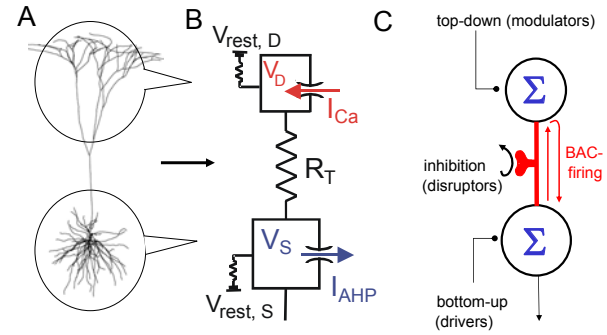 A
B
C
V_rest, D
V_D
I_Ca
R_T
V_S
I_AHP
V_rest, S
top-down (modulators)
Σ
BAC-
firing
inhibition
(disruptors)
Σ
bottom-up
(drivers)